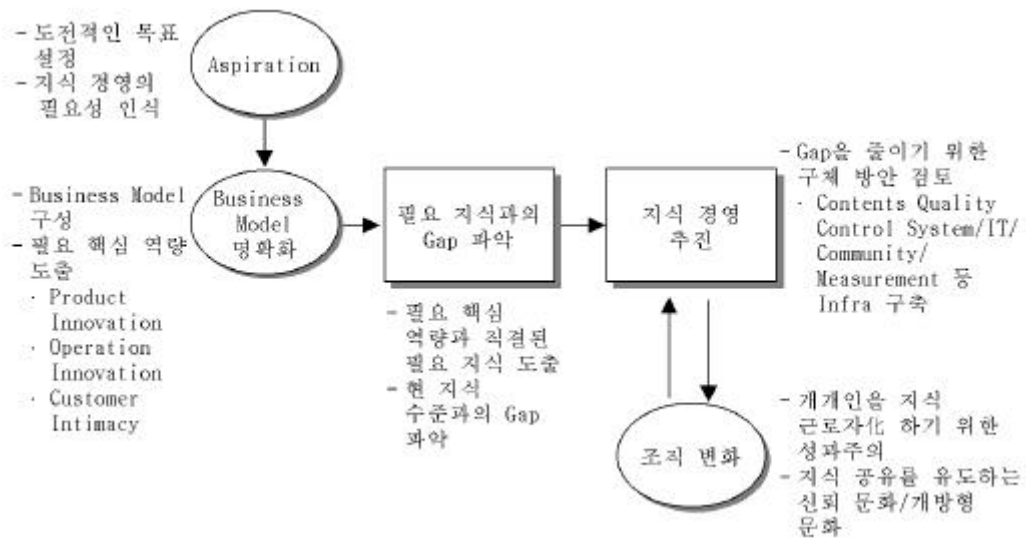 - 도전적인 목표
설정
- 지식 경영의
필요성 인식
Aspiration
- Business Model
구성
- 필요 핵심 역량
도출
· Product
Innovation
· Operation
Innovation
· Customer
Intimacy
Business
Model
명확화
필요 지식과의
Gap 파악
- 필요 핵심
역량과 직결된
필요 지식 도출
- 현 지식
수준과의 Gap
파악
지식 경영
추진
- Gap을 줄이기 위한
구체 방안 검토
· Contents Quality
Control System/IT/
Community/
Measurement 등
Infra 구축
조직 변화
- 개개인을 지식
근로자化 하기 위한
성과주의
- 지식 공유를 유도하는
신뢰 문화/개방형
문화